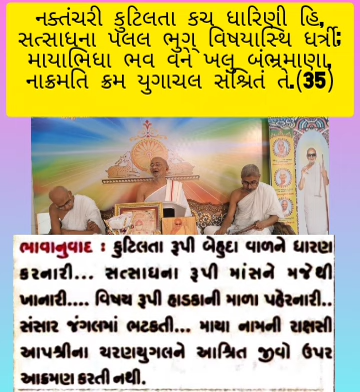 નક્તંચરી કુટિલતા કચ ધારિણી હિ,
સત્સાધના પલલ ભુગ્ વિષયાસ્થિ ધર્ત્રી;
માયાભિધા ભવ વને ખલુ બંભ્રમાણા,
નાક્રમતિ ક્રમ યુગાચલ સંશ્રિતં તે.(35)
ભાવાનુવાદ : કુટિલતા રૂપી બેહુદા વાળને ધારણ
કરનારી... સત્સાધના રૂપી માંસને મજેથી
ખાનારી.... વિષય રૂપી હાડકાની માળા પહેરનારી..
સંસાર જંગલમાં ભટકતી... માયા નામની રાક્ષસી
આપશ્રીના ચરણયુગલને આશ્રિત જીવો ઉપર
આક્રમણ કરતી નથી.